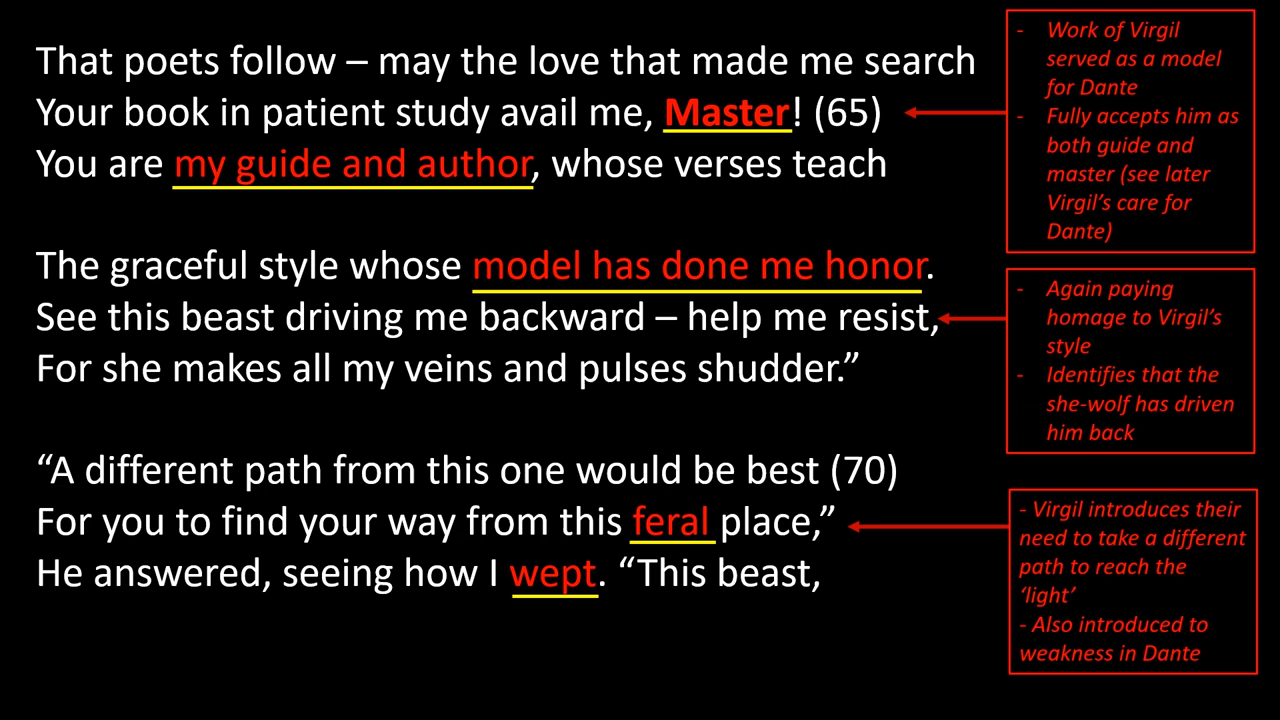 That poets follow – may the love that made me search
Your book in patient study avail me, Master! (65)
You are my guide and author, whose verses teach
The graceful style whose model has done me honor.
See this beast driving me backward – help me resist,
For she makes all my veins and pulses shudder.”
“A different path from this one would be best (70)
For you to find your way from this feral place,”
He answered, seeing how I wept. “This beast,
- Work of Virgil
served as a model
for Dante
- Fully accepts him as
both guide and
master (see later
Virgil’s care for
Dante)
- Again paying
homage to Virgil’s
style
- Identifies that the
she-wolf has driven
him back
- Virgil introduces their
need to take a different
path to reach the
‘light’
- Also introduced to
weakness in Dante